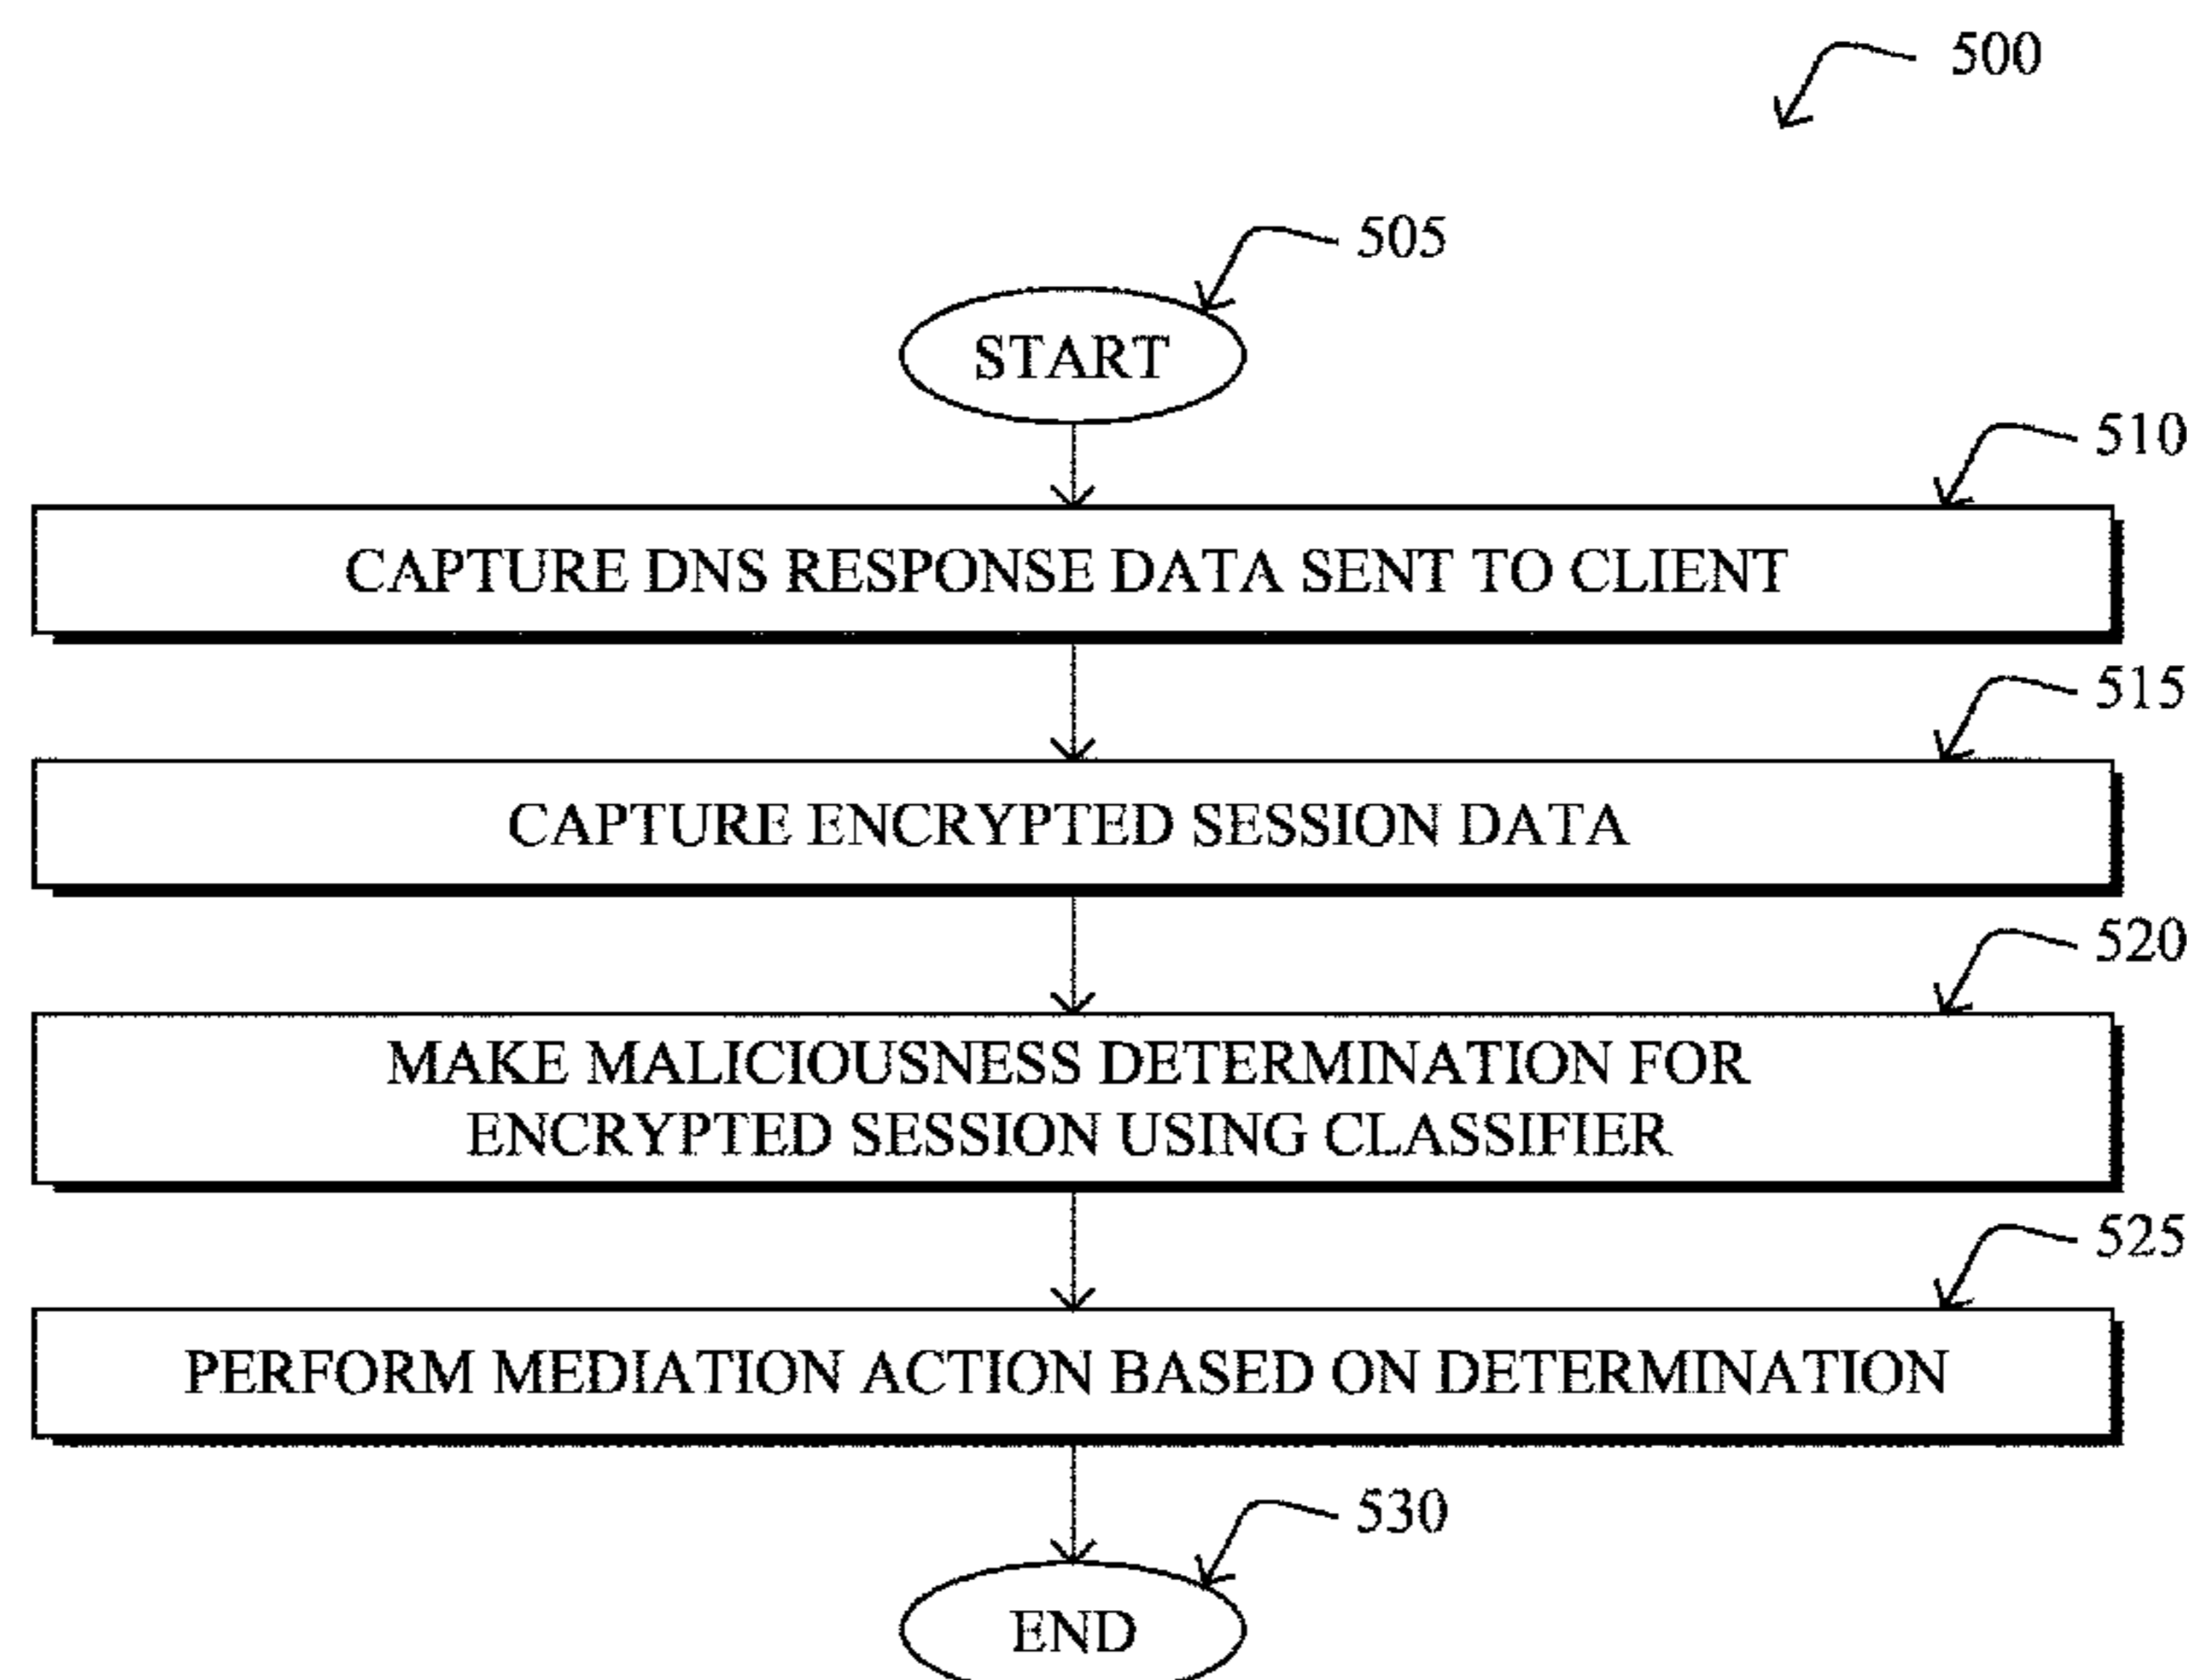 500
505
START
510
CAPTURE DNS RESPONSE DATA SENT TO CLIENT
515
CAPTURE ENCRYPTED SESSION DATA
520
MAKE MALICIOUSNESS DETERMINATION FOR
ENCRYPTED SESSION USING CLASSIFIER
525
PERFORM MEDIATION ACTION BASED ON DETERMINATION
530
END